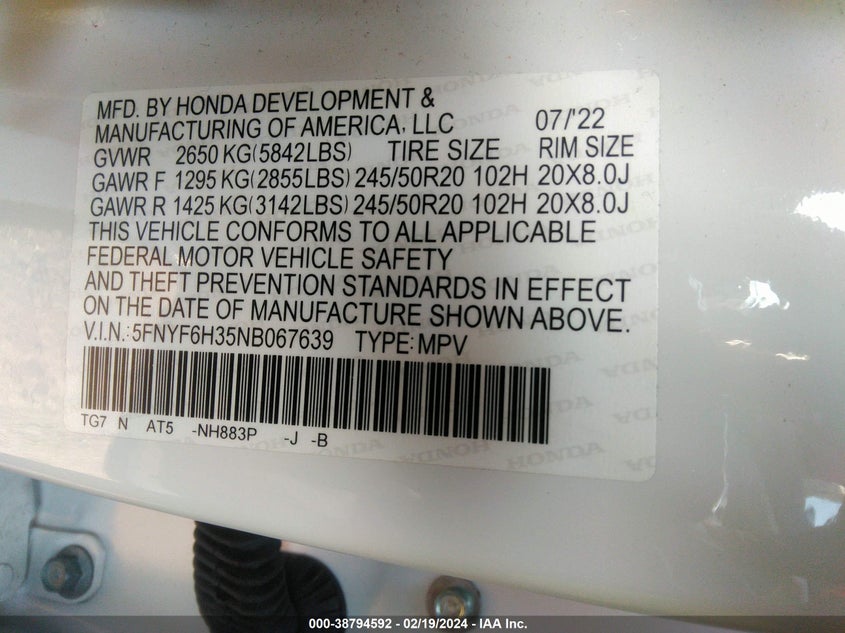 MFD. BY HONDA DEVELOPMENT &
MANUFACTURING OF AMERICA, LLC 07/'22
GVWR 2650 KG(5842LBS) TIRE SIZE RIM SIZE
GAWR F 1295 KG(2855LBS) 245/50R20 102H 20X8.0J
GAWR R 1425 KG(3142LBS) 245/50R20 102H 20X8.0J
THIS VEHICLE CONFORMS TO ALL APPLICABLE
FEDERAL MOTOR VEHICLE SAFETY
AND THEFT PREVENTION STANDARDS IN EFFECT
ON THE DATE OF MANUFACTURE SHOWN ABOVE.
V.I.N.: 5FNYF6H35NB067639 TYPE: MPV
TG7 N AT5 -NH883P -J -B
HONDA HONDA
000-38794592 - 02/19/2024 - IAA Inc.